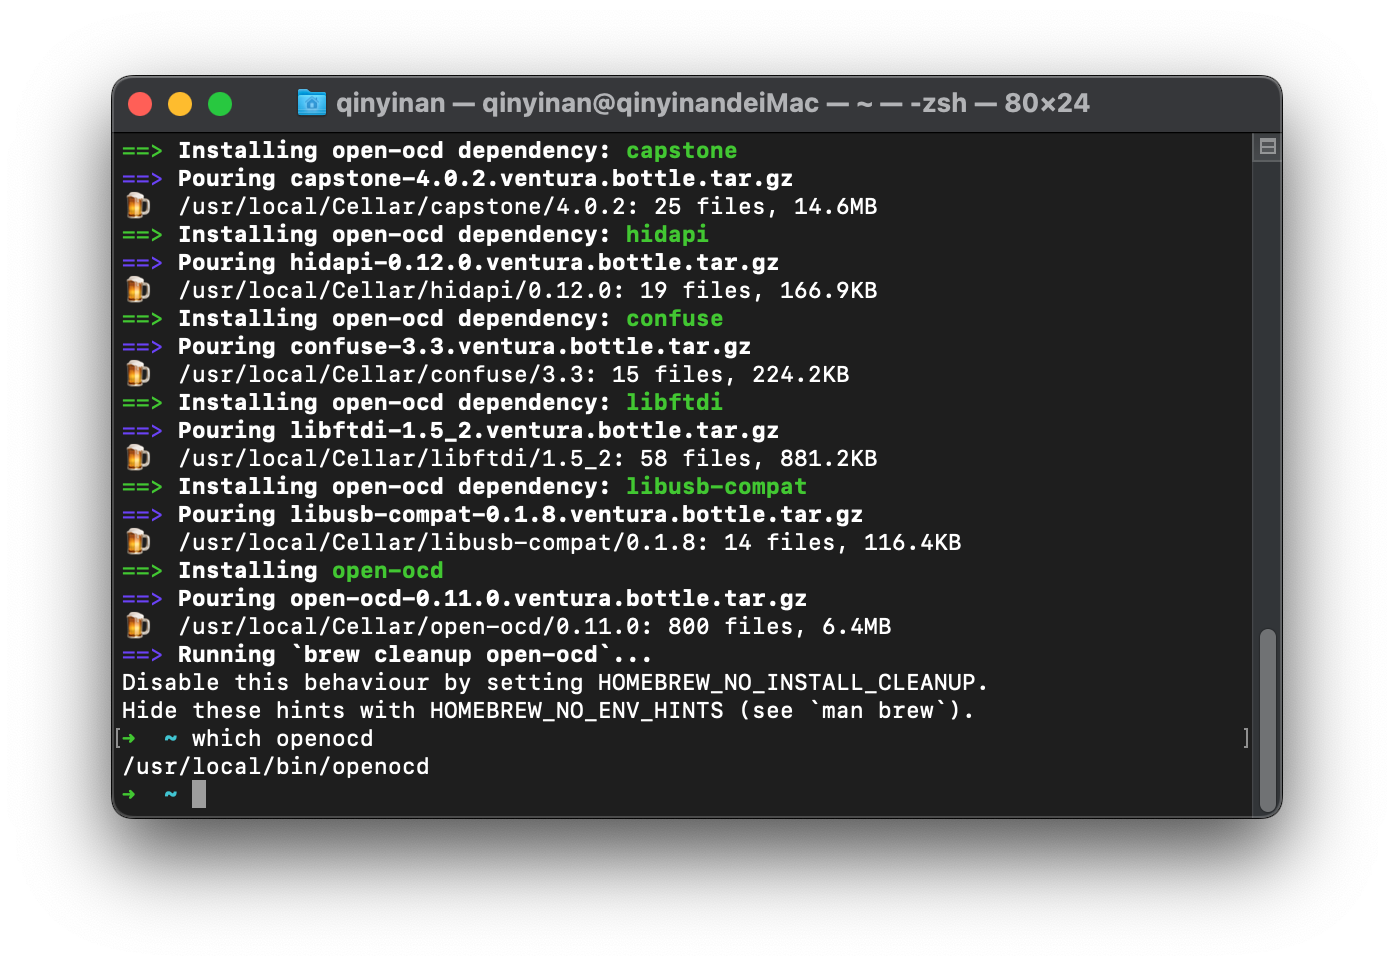 qinyinan — qinyinan@qinyinandeiMac — ~ — -zsh — 80×24
==> Installing open-ocd dependency: capstone
==> Pouring capstone-4.0.2.ventura.bottle.tar.gz
🍺 /usr/local/Cellar/capstone/4.0.2: 25 files, 14.6MB
==> Installing open-ocd dependency: hidapi
==> Pouring hidapi-0.12.0.ventura.bottle.tar.gz
🍺 /usr/local/Cellar/hidapi/0.12.0: 19 files, 166.9KB
==> Installing open-ocd dependency: confuse
==> Pouring confuse-3.3.ventura.bottle.tar.gz
🍺 /usr/local/Cellar/confuse/3.3: 15 files, 224.2KB
==> Installing open-ocd dependency: libftdi
==> Pouring libftdi-1.5_2.ventura.bottle.tar.gz
🍺 /usr/local/Cellar/libftdi/1.5_2: 58 files, 881.2KB
==> Installing open-ocd dependency: libusb-compat
==> Pouring libusb-compat-0.1.8.ventura.bottle.tar.gz
🍺 /usr/local/Cellar/libusb-compat/0.1.8: 14 files, 116.4KB
==> Installing open-ocd
==> Pouring open-ocd-0.11.0.ventura.bottle.tar.gz
🍺 /usr/local/Cellar/open-ocd/0.11.0: 800 files, 6.4MB
==> Running `brew cleanup open-ocd`...
Disable this behaviour by setting HOMEBREW_NO_INSTALL_CLEANUP.
Hide these hints with HOMEBREW_NO_ENV_HINTS (see `man brew`).
[➜ ~ which openocd ]
/usr/local/bin/openocd
➜ ~